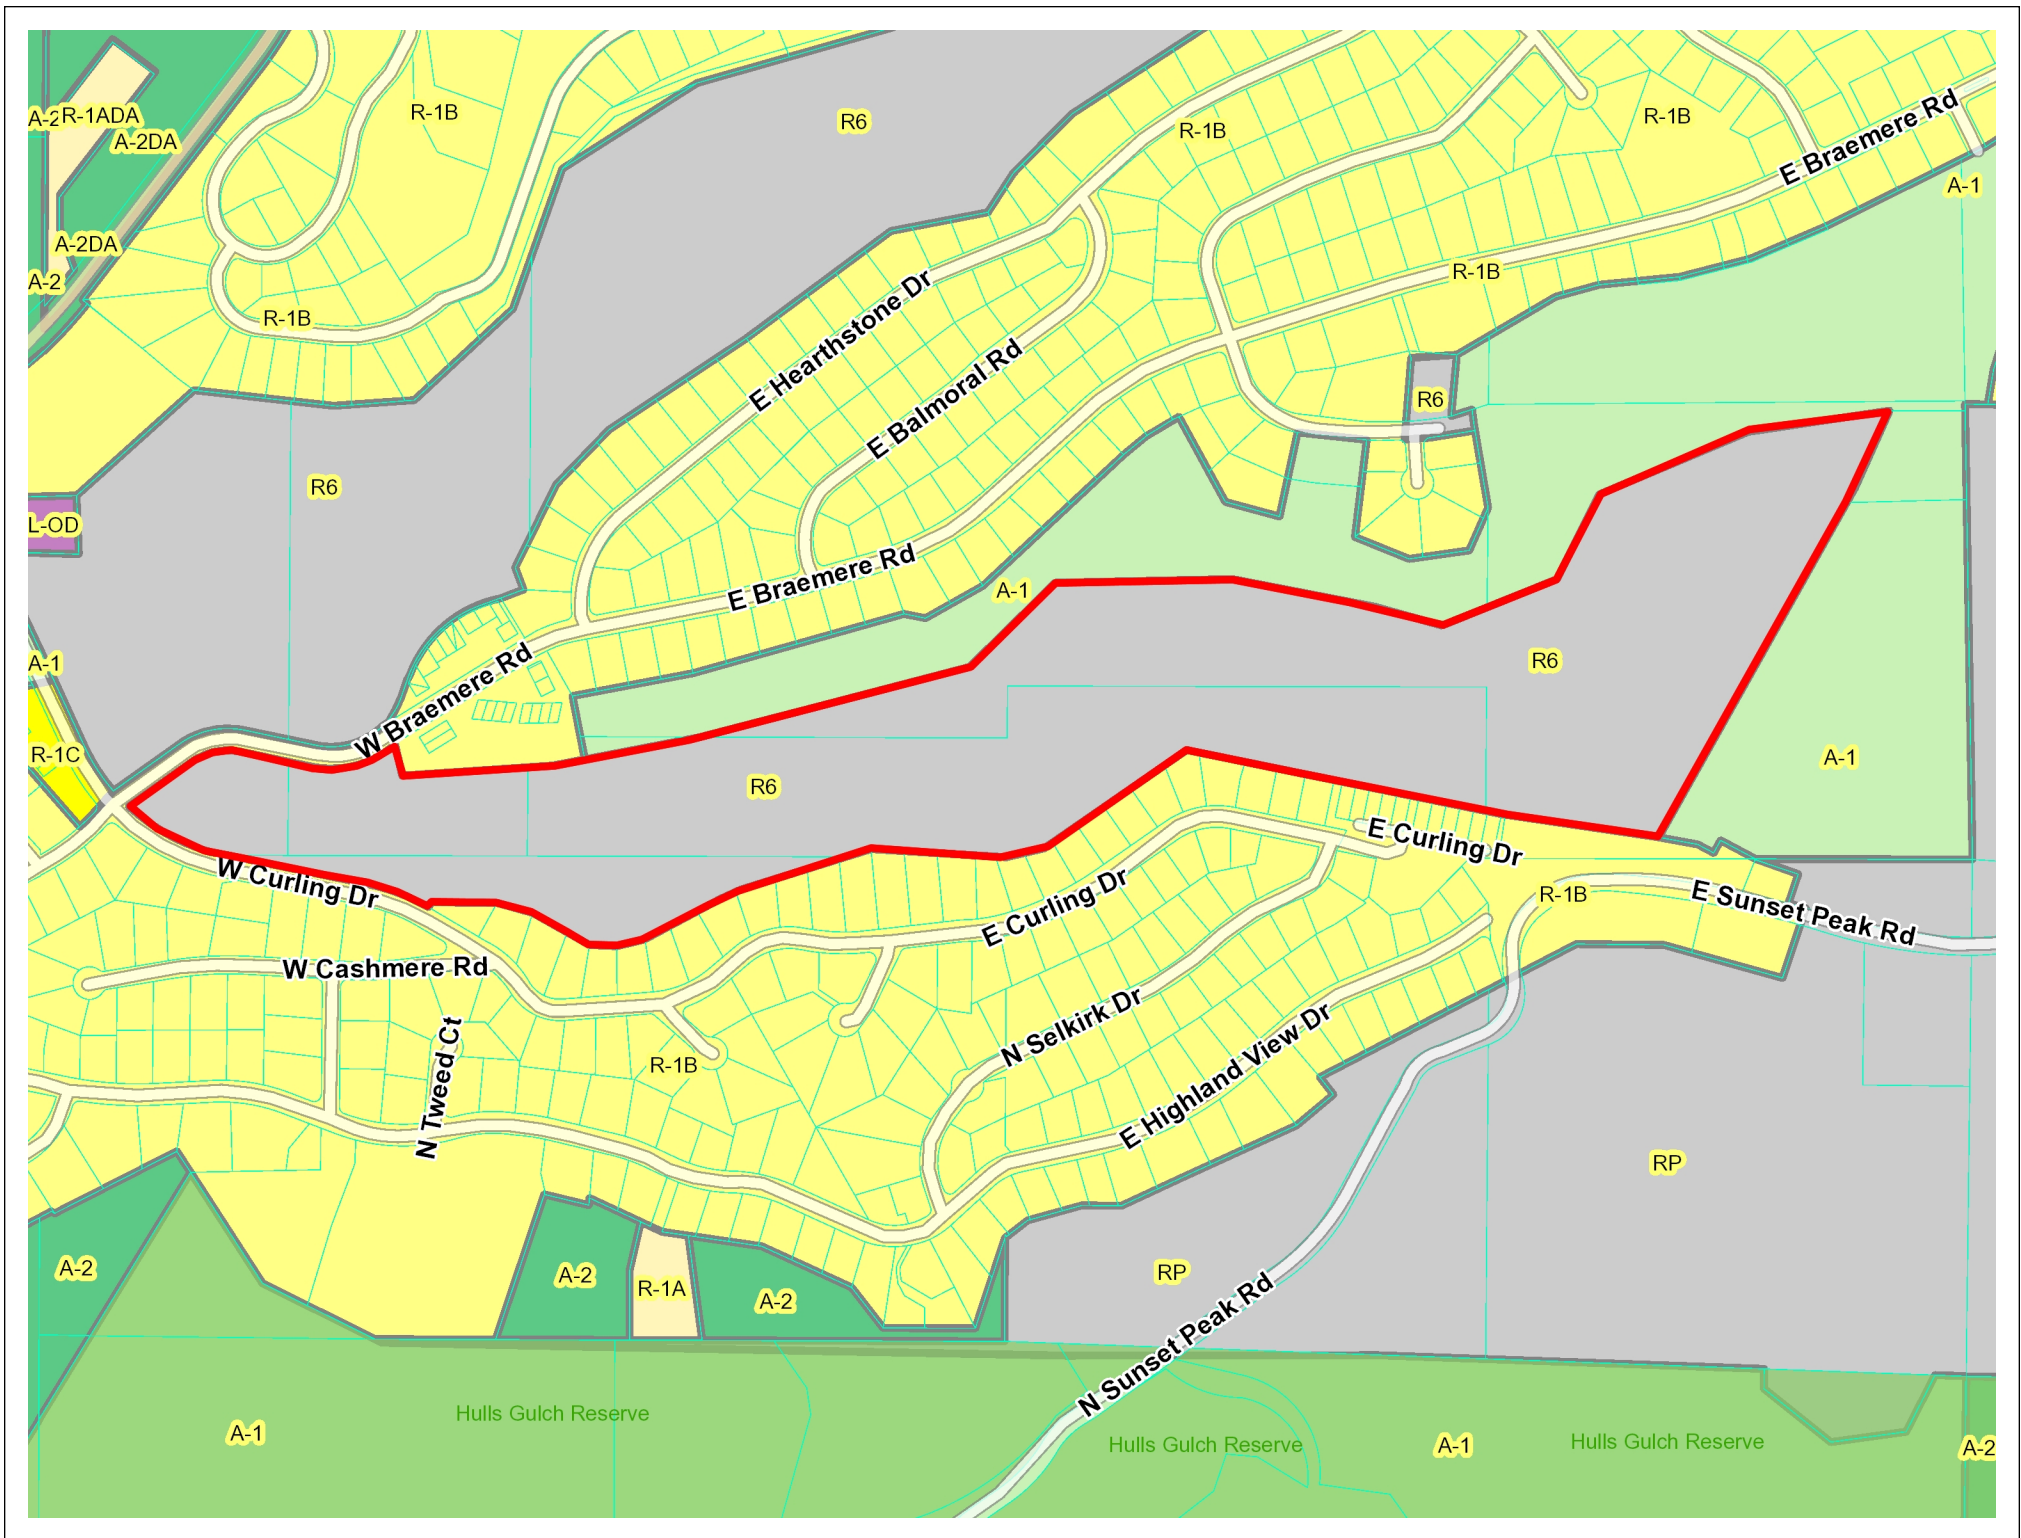 R-1B
R6
R-1B
R-1B
A-2
R-1ADA
A-2DA
E Braemere Rd
A-1
A-2DA
A-2
R-1B
R-1B
E Hearthstone Dr
E Balmoral Rd
R6
R6
L-OD
E Braemere Rd
A-1
A-1
W Braemere Rd
R6
R-1C
R6
A-1
E Curling Dr
W Curling Dr
E Curling Dr
R-1B
E Sunset Peak Rd
W Cashmere Rd
N Selkirk Dr
N Tweed Ct
R-1B
E Highland View Dr
RP
A-2
A-2
R-1A
A-2
RP
N Sunset Peak Rd
Hulls Gulch Reserve
A-1
Hulls Gulch Reserve
A-1
Hulls Gulch Reserve
A-2